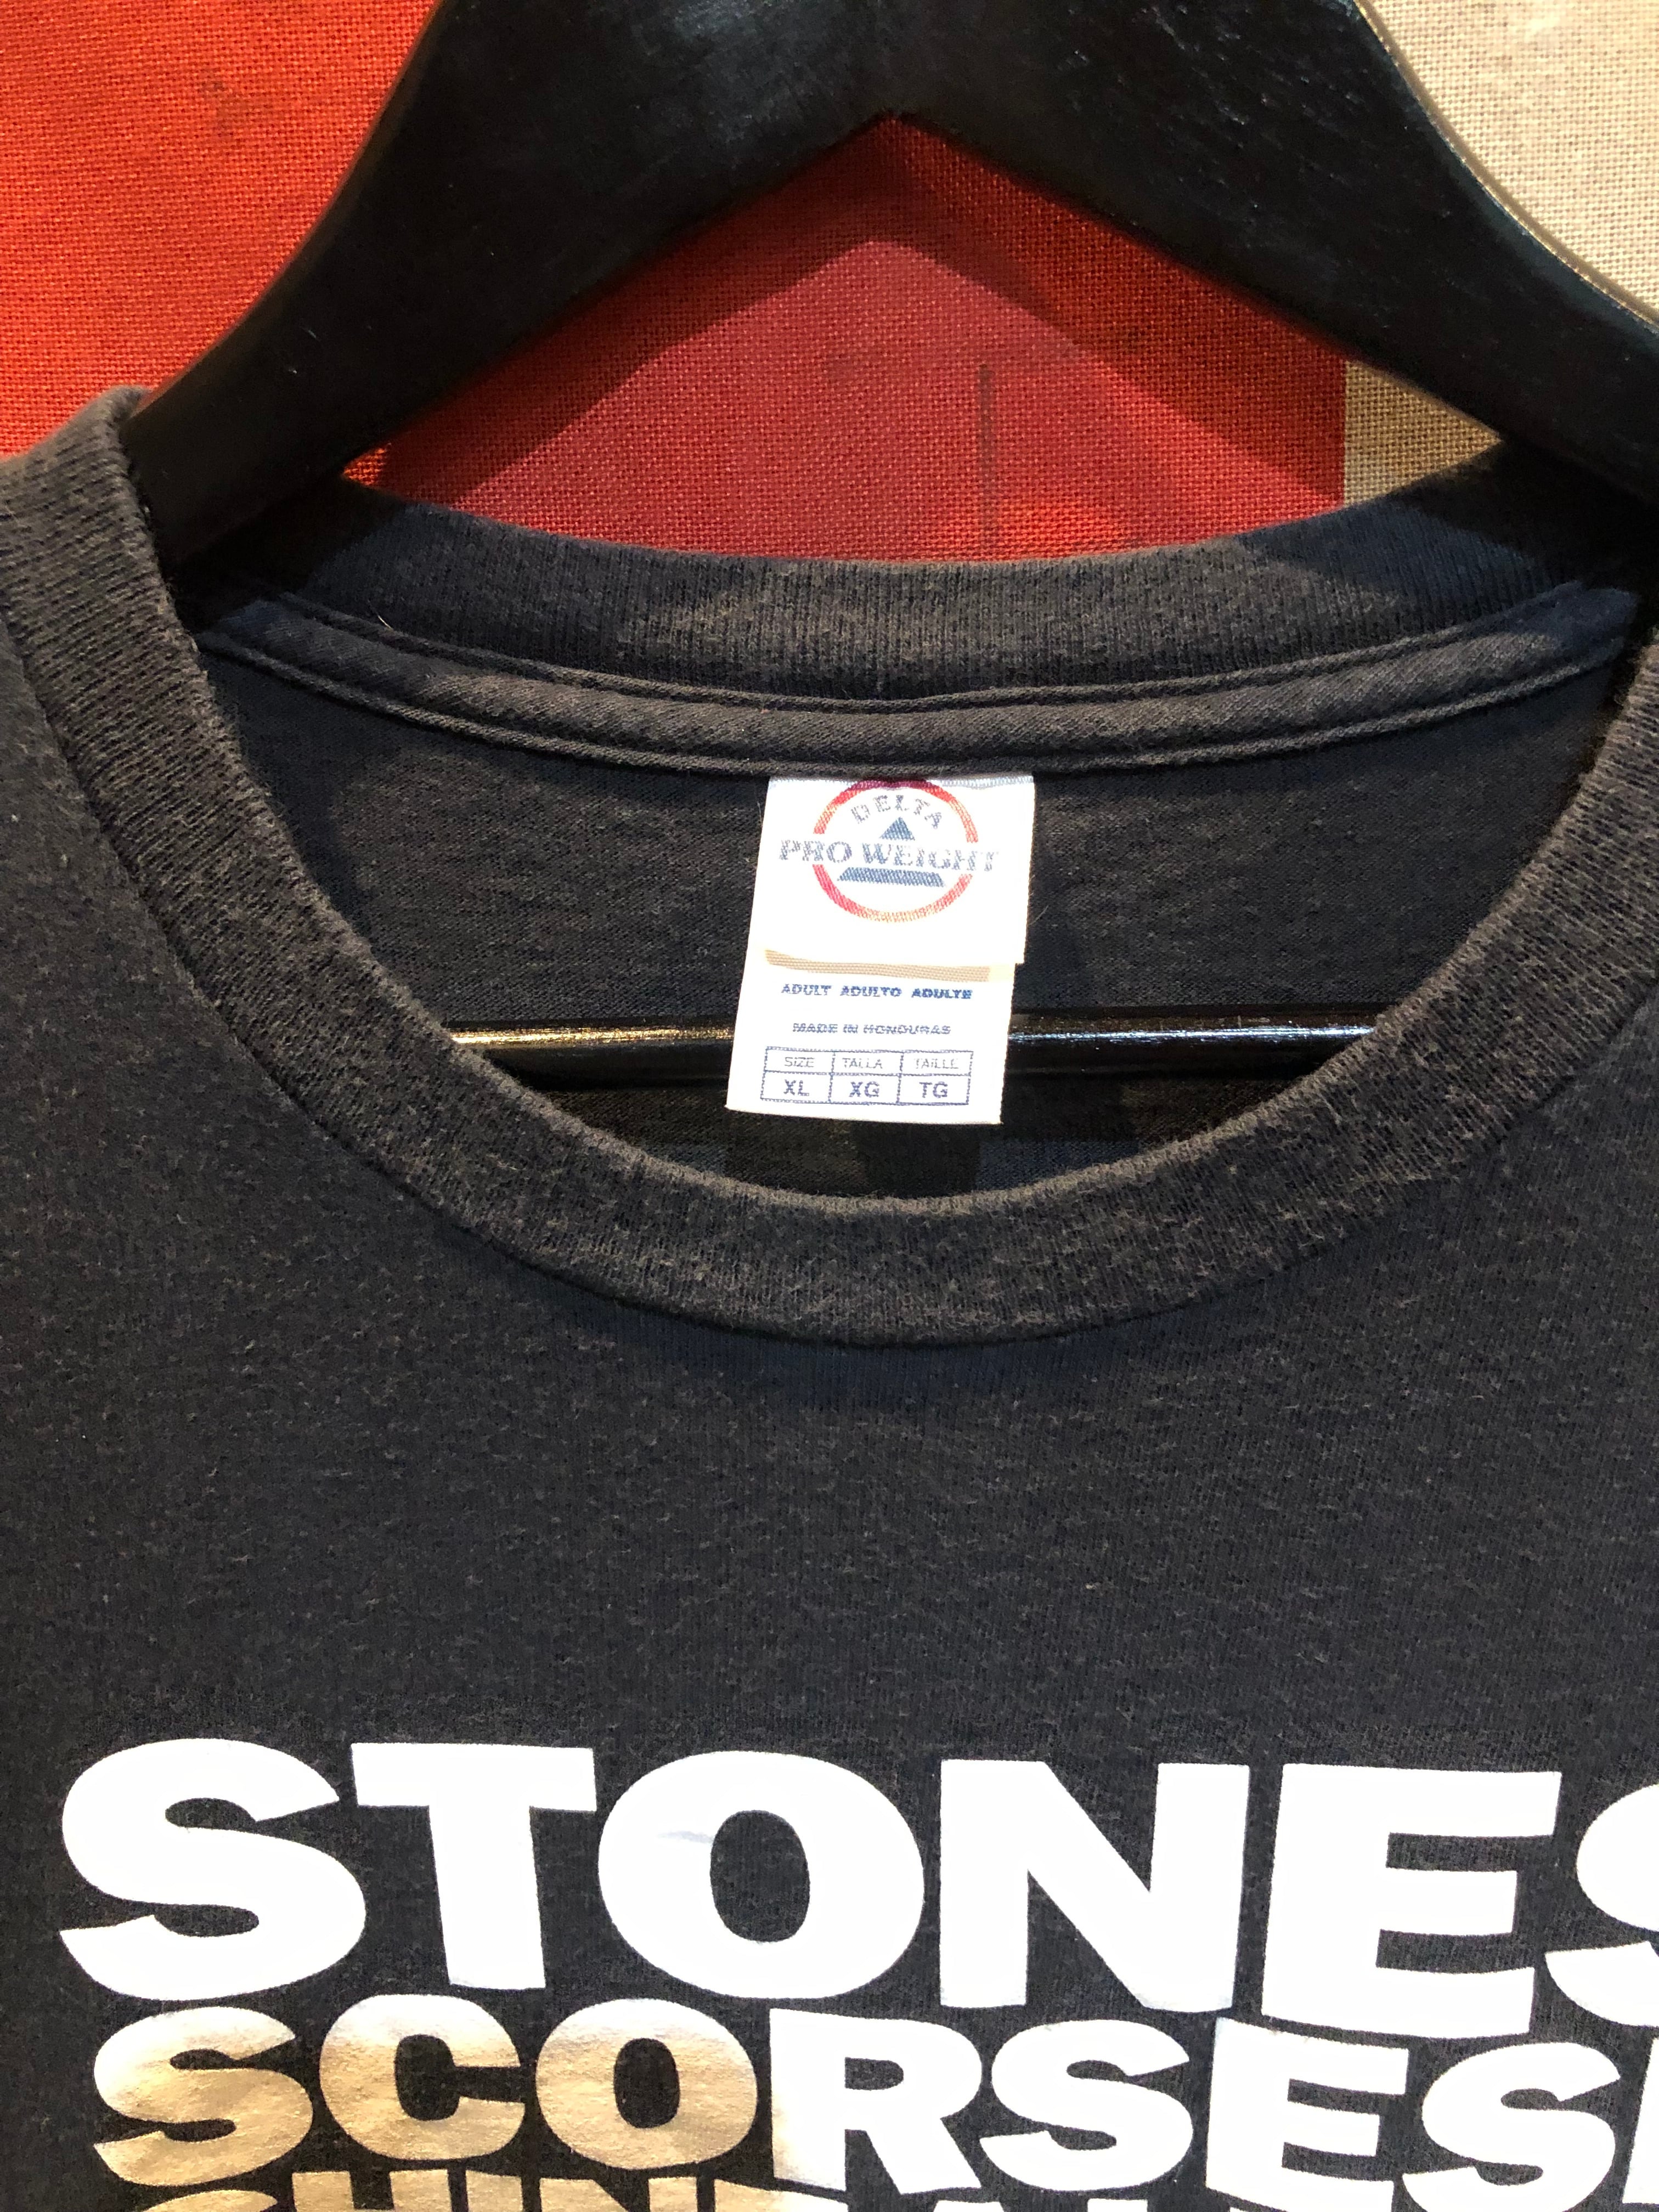 DELTA
PRO WEIGHT
ADULT ADULTO ADULTE
MADE IN HONDURAS
SIZE TALLA TAILLE
XL XG TG
STONES
SCORSESE